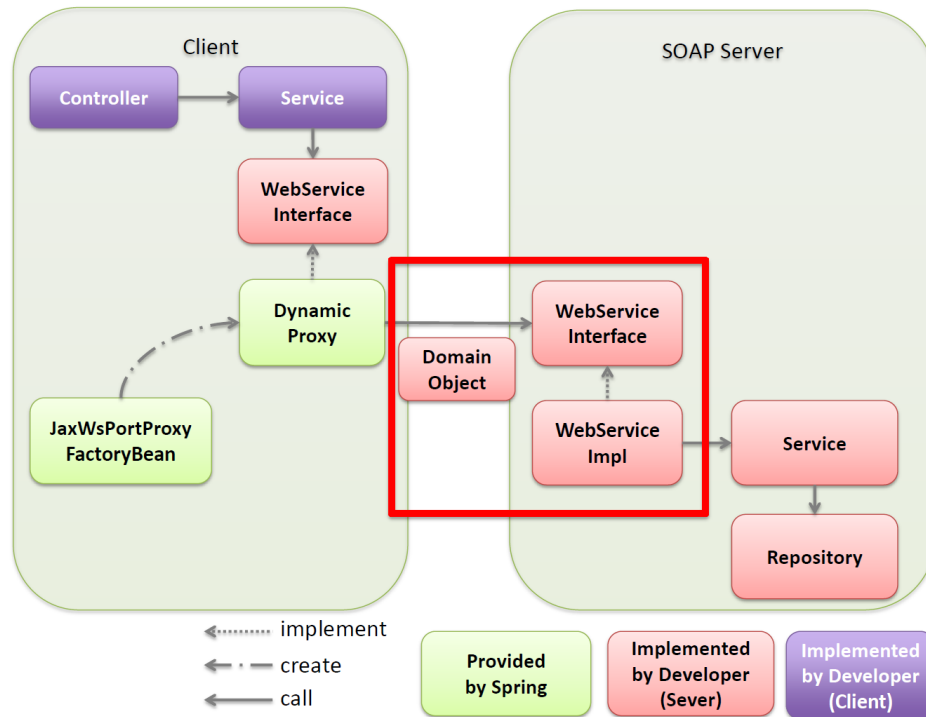 Client
SOAP Server
Controller
Service
WebService
Interface
Dynamic
Proxy
WebService
Interface
Domain
Object
JaxWsPortProxy
FactoryBean
WebService
Impl
Service
Repository
implement
create
call
Provided
by Spring
Implemented
by Developer
(Sever)
Implemented
by Developer
(Client)